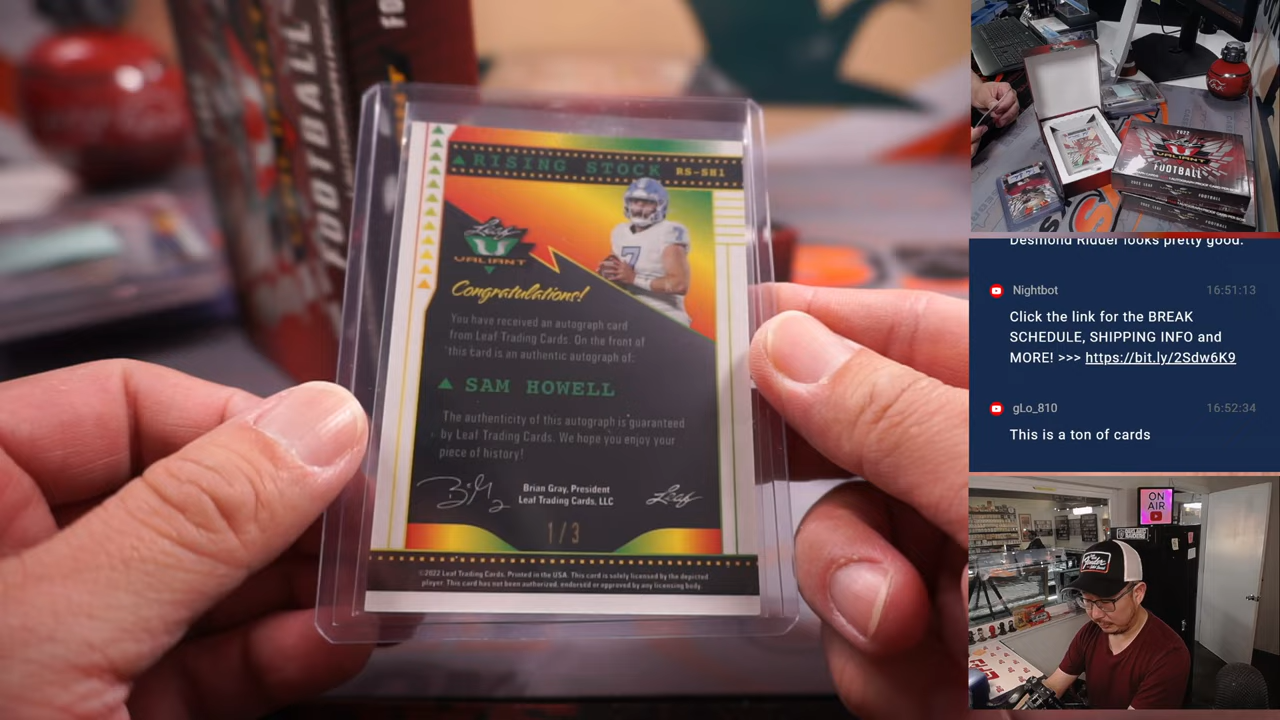 FOOTBALL
FO
RISING STOCK RS-SH1
Leaf
VALIANT
Congratulations!
You have received an autograph card
from Leaf Trading Cards. On the front of
this card is an authentic autograph of:
SAM HOWELL
The authenticity of this autograph is guaranteed
by Leaf Trading Cards. We hope you enjoy your
piece of history!
Brian Gray, President
Leaf Trading Cards, LLC
Leaf
1/3
©2022 Leaf Trading Cards. Printed in the USA. This card is solely licensed by the depicted
player. This card has not been authorized, endorsed or approved by any licensing body.
7
2022
VALIANT
FOOTBALL
Desmond Ridder looks pretty good.
Nightbot 16:51:13
Click the link for the BREAK
SCHEDULE, SHIPPING INFO and
MORE! >>> https://bit.ly/2Sdw6K9
gLo_810 16:52:34
This is a ton of cards
ON
AIR